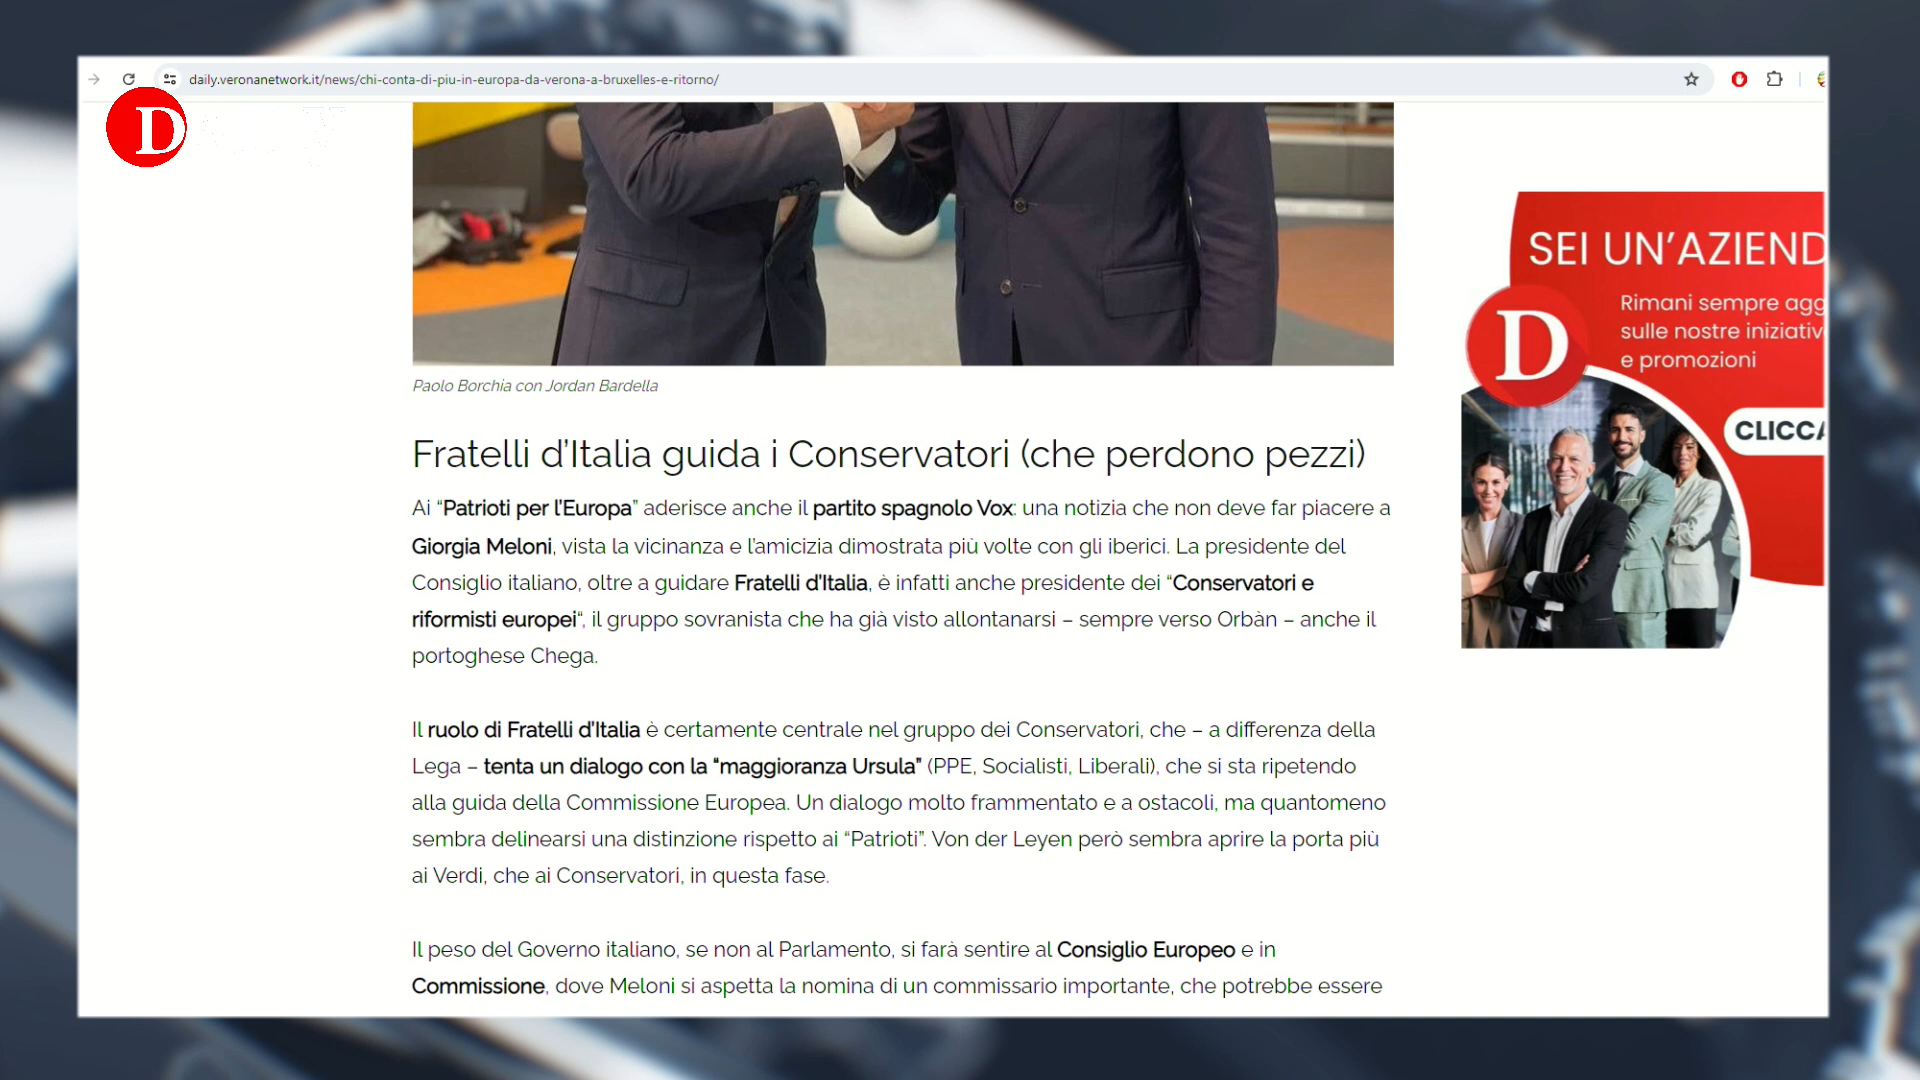 daily.veronanetwork.it/news/chi-conta-di-piu-in-europa-da-verona-a-bruxelles-e-ritorno/
D
Paolo Borchia con Jordan Bardella
Fratelli d’Italia guida i Conservatori (che perdono pezzi)
Ai “Patrioti per l’Europa” aderisce anche il partito spagnolo Vox: una notizia che non deve far piacere a
Giorgia Meloni, vista la vicinanza e l’amicizia dimostrata più volte con gli iberici. La presidente del
Consiglio italiano, oltre a guidare Fratelli d’Italia, è infatti anche presidente dei “Conservatori e
riformisti europei“, il gruppo sovranista che ha già visto allontanarsi – sempre verso Orbàn – anche il
portoghese Chega.
Il ruolo di Fratelli d’Italia è certamente centrale nel gruppo dei Conservatori, che – a differenza della
Lega – tenta un dialogo con la “maggioranza Ursula” (PPE, Socialisti, Liberali), che si sta ripetendo
alla guida della Commissione Europea. Un dialogo molto frammentato e a ostacoli, ma quantomeno
sembra delinearsi una distinzione rispetto ai “Patrioti”. Von der Leyen però sembra aprire la porta più
ai Verdi, che ai Conservatori, in questa fase.
Il peso del Governo italiano, se non al Parlamento, si farà sentire al Consiglio Europeo e in
Commissione, dove Meloni si aspetta la nomina di un commissario importante, che potrebbe essere
SEI UN’AZIEND
Rimani sempre agg
sulle nostre iniziativ
e promozioni
D
CLICCA